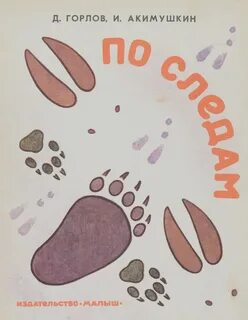 Д. ГОРЛОВ, И. АКИМУШКИН
ПО СЛЕДАМ
ИЗДАТЕЛЬСТВО «МАЛЫШ»